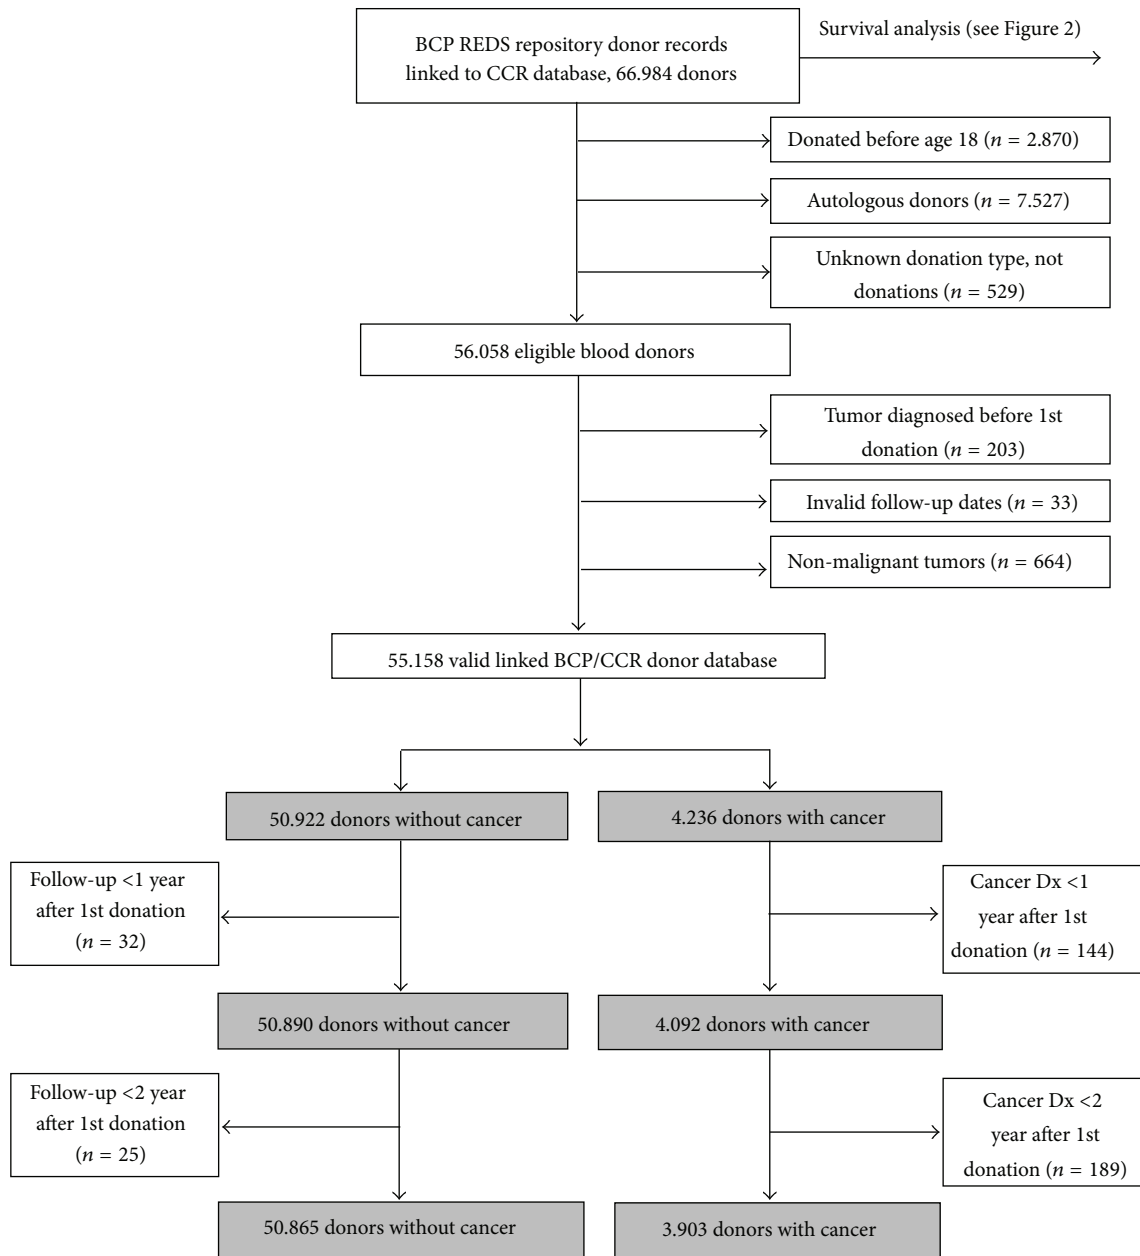 BCP REDS repository donor records
linked to CCR database, 66.984 donors
Survival analysis (see Figure 2)
Donated before age 18 (n = 2.870)
Autologous donors (n = 7.527)
Unknown donation type, not
donations (n = 529)
56.058 eligible blood donors
Tumor diagnosed before 1st
donation (n = 203)
Invalid follow-up dates (n = 33)
Non-malignant tumors (n = 664)
55.158 valid linked BCP/CCR donor database
50.922 donors without cancer
4.236 donors with cancer
Follow-up <1 year
after 1st donation
(n = 32)
Cancer Dx <1
year after 1st
donation (n = 144)
50.890 donors without cancer
4.092 donors with cancer
Follow-up <2 year
after 1st donation
(n = 25)
Cancer Dx <2
year after 1st
donation (n = 189)
50.865 donors without cancer
3.903 donors with cancer